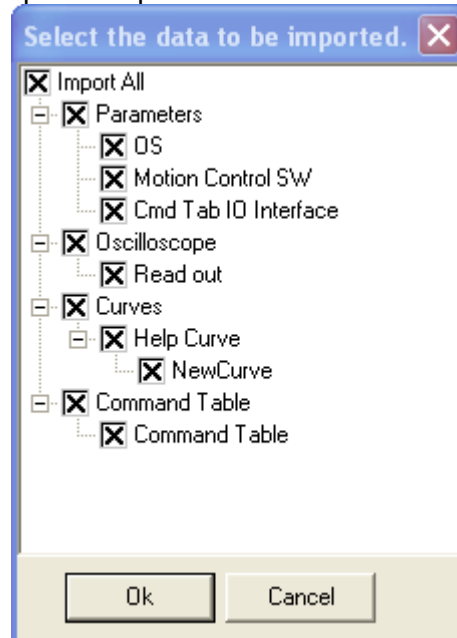 Select the data to be imported.
Import All
Parameters
OS
Motion Control SW
Cmd Tab IO Interface
Oscilloscope
Read out
Curves
Help Curve
NewCurve
Command Table
Command Table
Ok Cancel